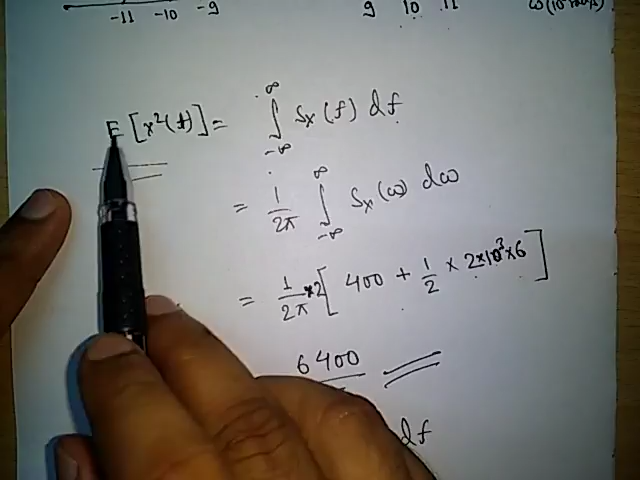 -11 -10 -9 9 10 11
E[x²(t)] = ∫_{-∞}^{∞} Sx(f) df
= 1/2π ∫_{-∞}^{∞} Sx(ω) dω
= 1/2π × 2 [400 + 1/2 × 2×10³×6]
6400
df